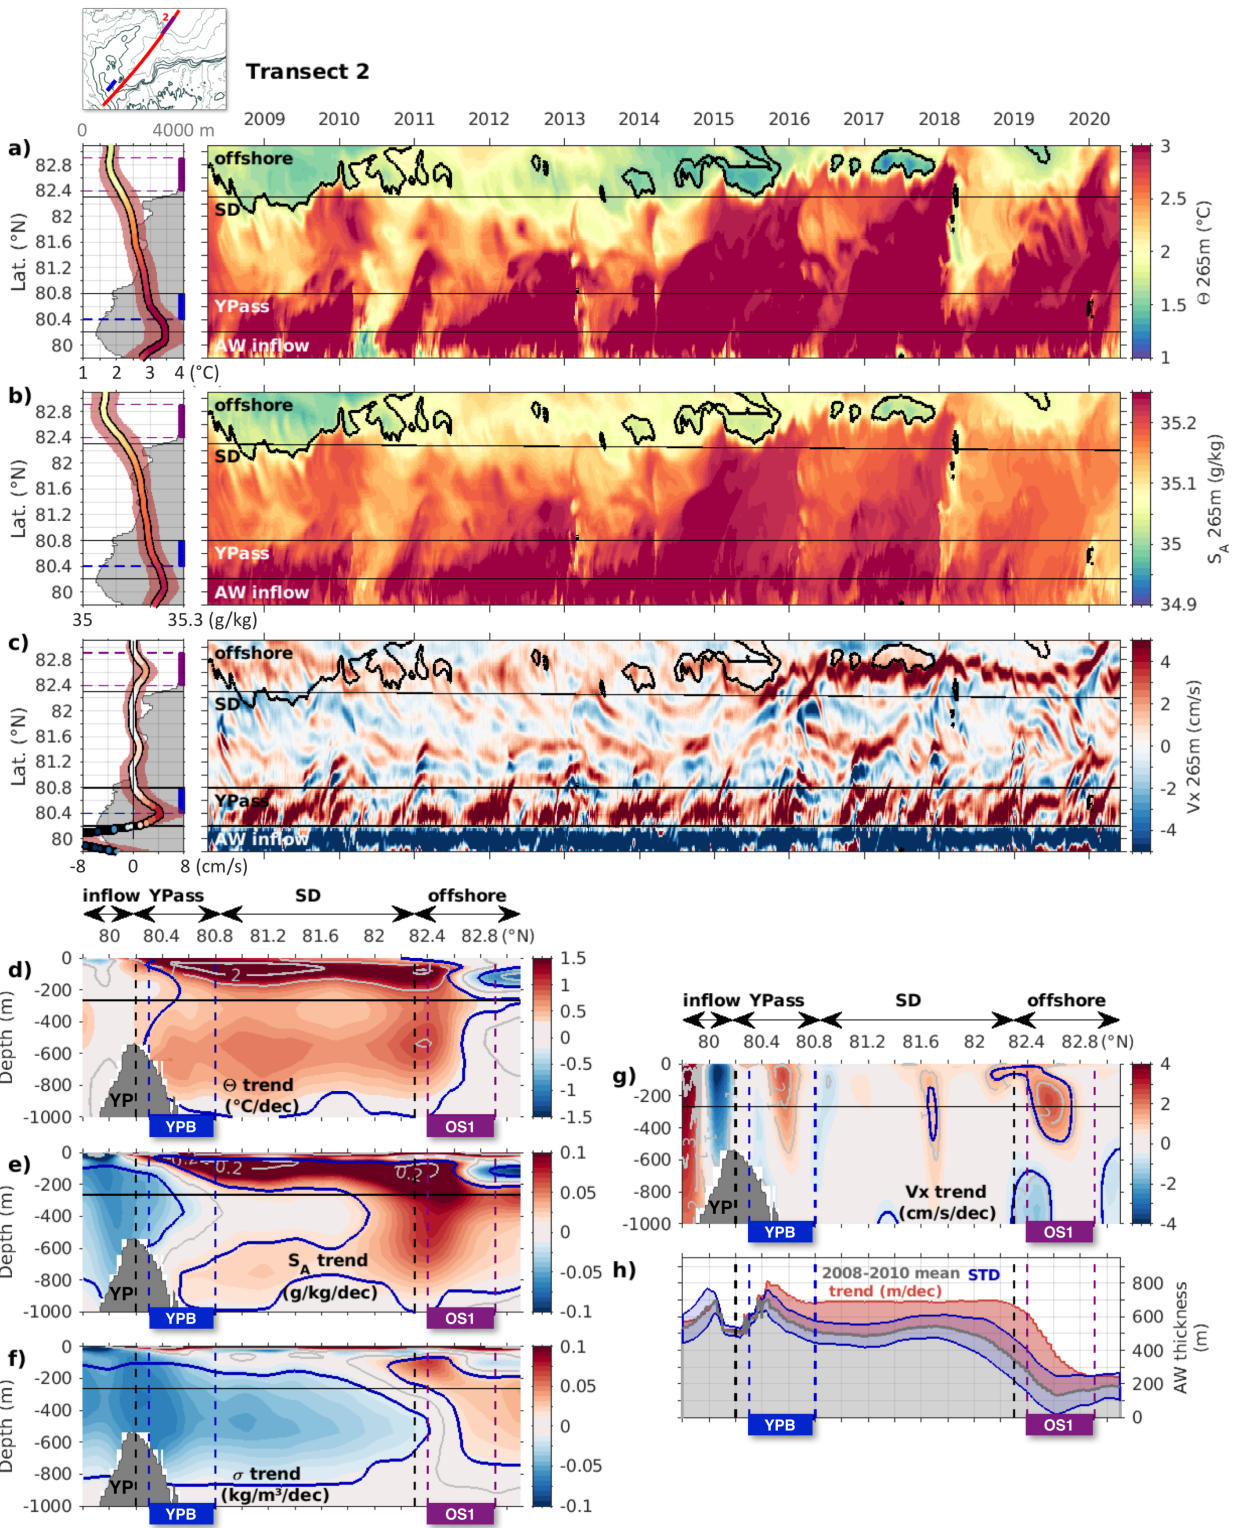 2
Transect 2
0 4000 m
2009 2010 2011 2012 2013 2014 2015 2016 2017 2018 2019 2020
a)
82.8
82.4
82
81.6
81.2
80.8
80.4
80
Lat. (°N)
1 2 3 4 (°C)
offshore
SD
YPass
AW inflow
3
2.5
2
1.5
1
Θ 265m (°C)
b)
82.8
82.4
82
81.6
81.2
80.8
80.4
80
Lat. (°N)
35 35.3 (g/kg)
offshore
SD
YPass
AW inflow
35.2
35.1
35
34.9
S_A 265m (g/kg)
c)
82.8
82.4
82
81.6
81.2
80.8
80.4
80
Lat. (°N)
-8 0 8 (cm/s)
offshore
SD
YPass
AW inflow
4
2
0
-2
-4
Vx 265m (cm/s)
inflow YPass SD offshore
80 80.4 80.8 81.2 81.6 82 82.4 82.8 (°N)
d)
0
-200
-400
-600
-800
-1000
Depth (m)
2
YP
Θ trend
(°C/dec)
YPB OS1
1.5
1
0.5
0
-0.5
-1
-1.5
e)
0
-200
-400
-600
-800
-1000
Depth (m)
0.2 0.2 0.2
YP
S_A trend
(g/kg/dec)
YPB OS1
0.1
0.05
0
-0.05
-0.1
f)
0
-200
-400
-600
-800
-1000
Depth (m)
YP
σ trend
(kg/m³/dec)
YPB OS1
0.1
0.05
0
-0.05
-0.1
inflow YPass SD offshore
80 80.4 80.8 81.2 81.6 82 82.4 82.8 (°N)
g)
0
-200
-400
-600
-800
-1000
YP
Vx trend
(cm/s/dec)
YPB OS1
4
2
0
-2
-4
h)
2008-2010 mean STD
trend (m/dec)
YPB OS1
800
600
400
200
0
AW thickness
(m)